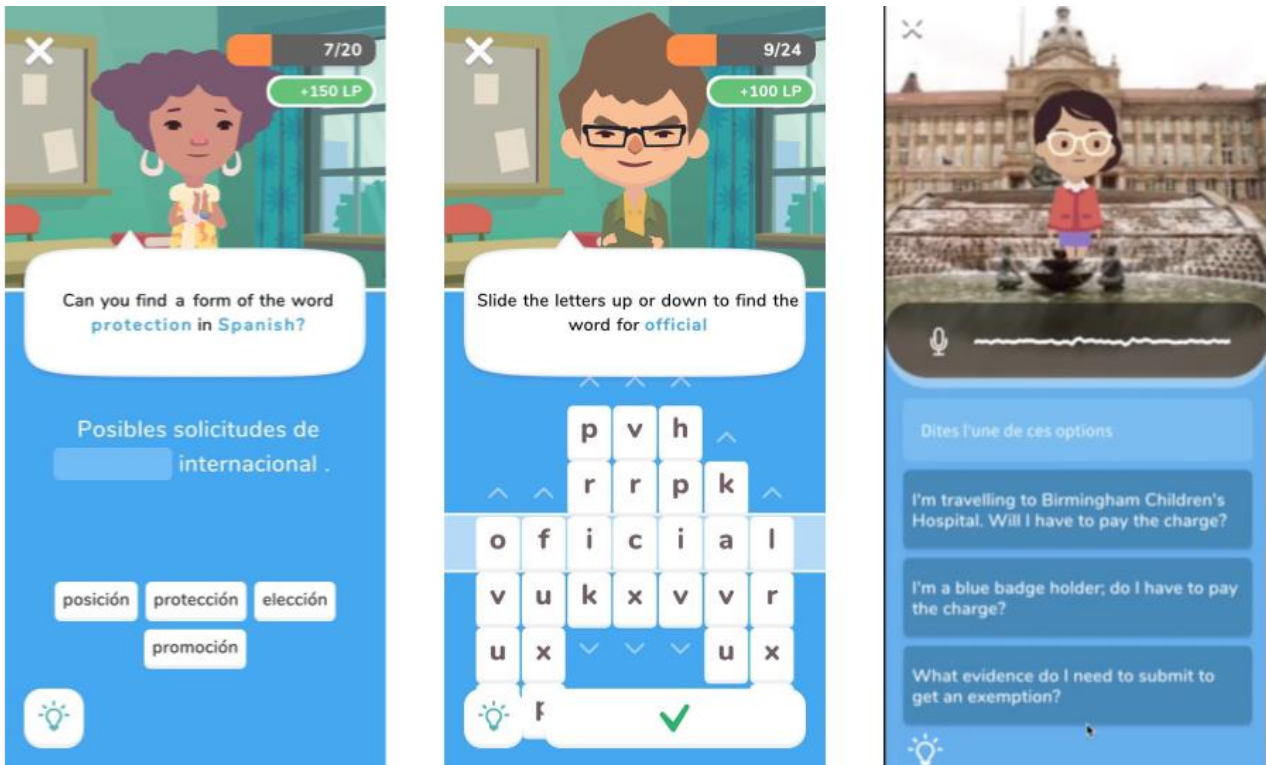 7/20
+150 LP
Can you find a form of the word
protection in Spanish?
Posibles solicitudes de
internacional .
posición protección elección
promoción
9/24
+100 LP
Slide the letters up or down to find the
word for official
p v h
r r p k
o f i c i a l
v u k x v v r
u x u x
Dites l'une de ces options
I'm travelling to Birmingham Children's
Hospital. Will I have to pay the charge?
I'm a blue badge holder; do I have to pay
the charge?
What evidence do I need to submit to
get an exemption?